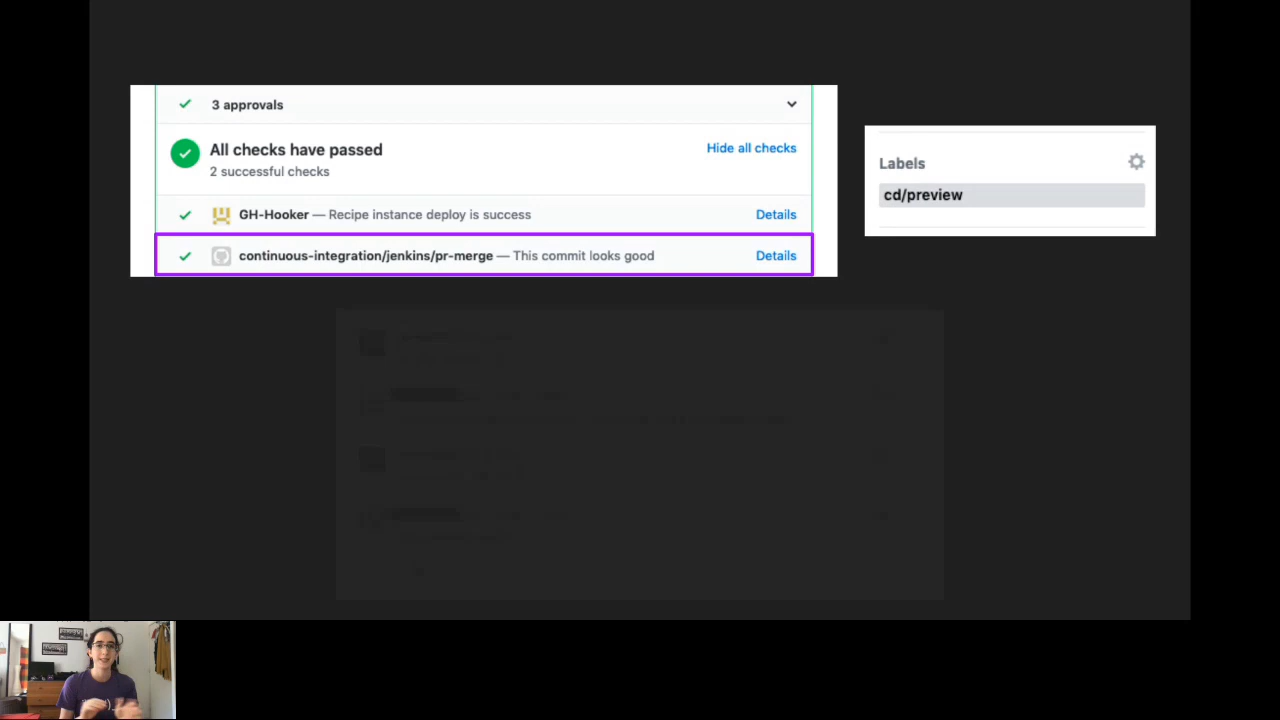 3 approvals
All checks have passed
Hide all checks
2 successful checks
GH-Hooker — Recipe instance deploy is success
Details
continuous-integration/jenkins/pr-merge — This commit looks good
Details
Labels
cd/preview